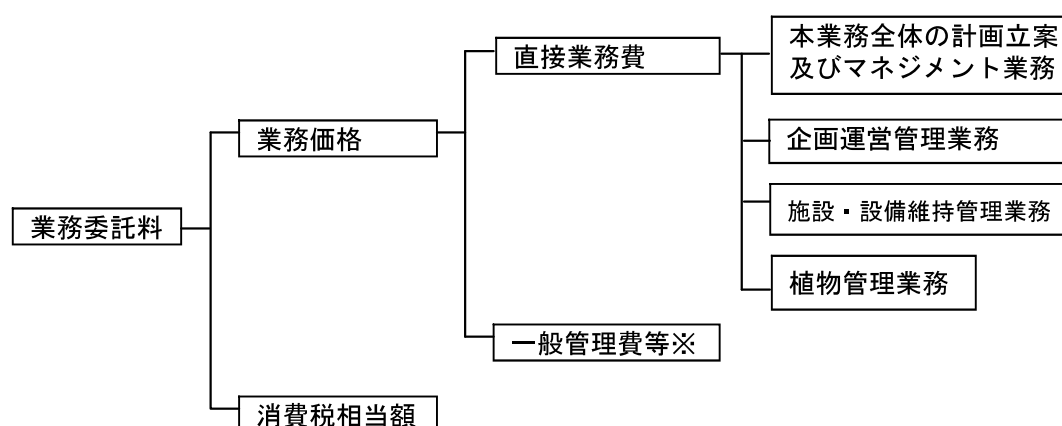 業務委託料
業務価格
直接業務費
本業務全体の計画立案
及びマネジメント業務
企画運営管理業務
施設・設備維持管理業務
植物管理業務
一般管理費等※
消費税相当額